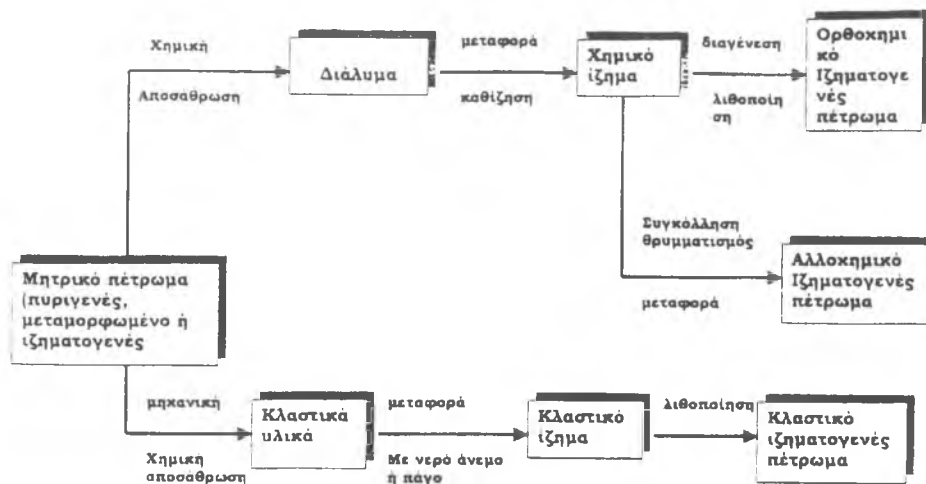 Χημική
Αποσάθρωση
Διάλυμα
μεταφορά
καθίζηση
Χημικό
ίζημα
διαγένεση
λιθοποίη
ση
Ορθοχημι
κό
Ιζηματογε
νές
πέτρωμα
Συγκόλληση
θρυμματισμός
μεταφορά
Αλλοχημικό
Ιζηματογενές
πέτρωμα
Μητρικό πέτρωμα
(πυριγενές,
μεταμορφωμένο ή
ιζηματογενές
μηχανική
Χημική
αποσάθρωση
Κλαστικά
υλικά
μεταφορά
Με νερό άνεμο
ή πάγο
Κλαστικό
ίζημα
λιθοποίηση
Κλαστικό
ιζηματογενές
πέτρωμα